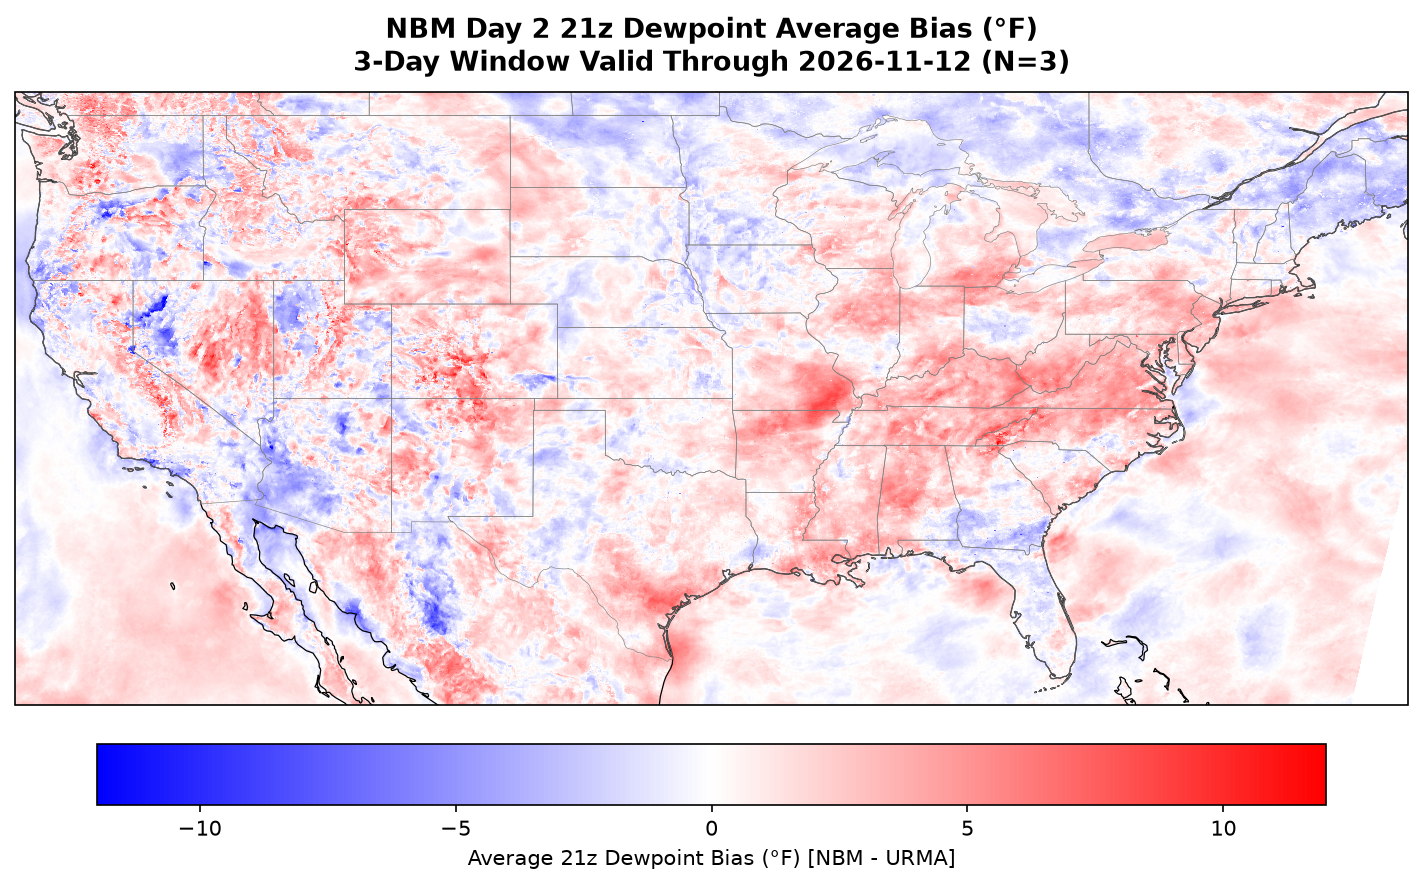 NBM Day 2 21z Dewpoint Average Bias (°F)
3-Day Window Valid Through 2026-11-12 (N=3)
−10 −5 0 5 10
Average 21z Dewpoint Bias (°F) [NBM - URMA]